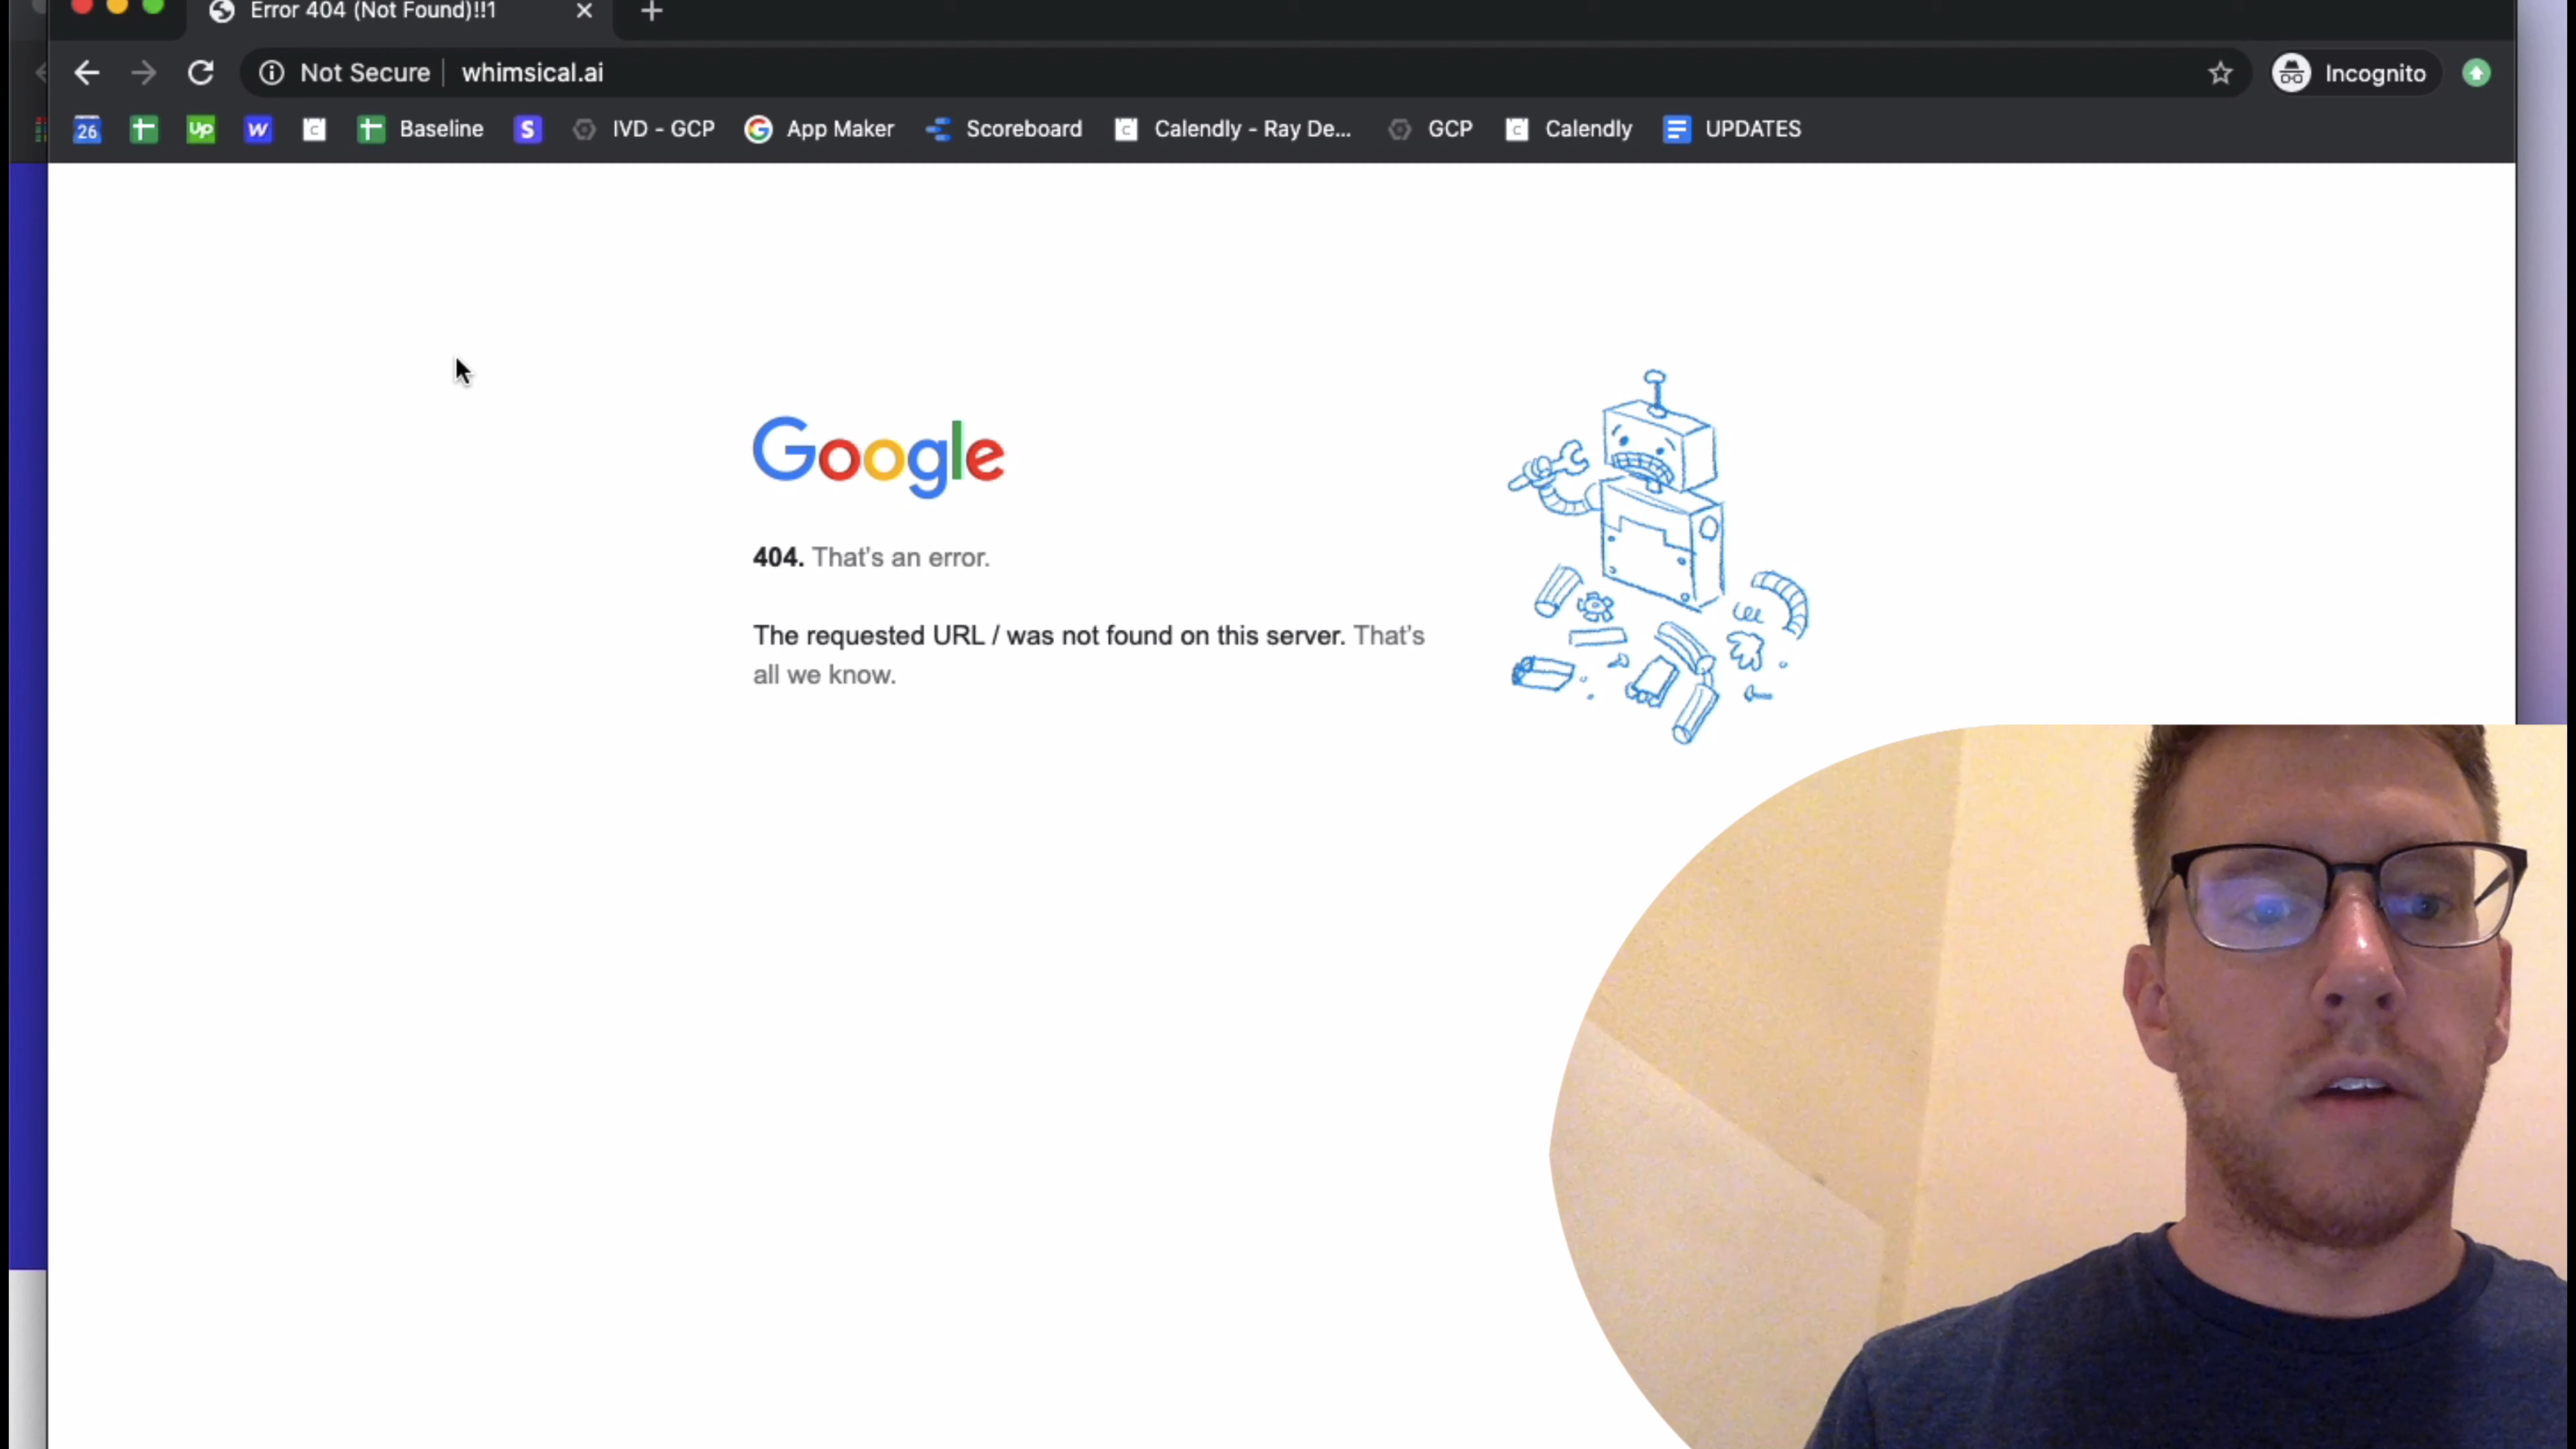 Error 404 (Not Found)!!1
Not Secure whimsical.ai Incognito
26 Up W C Baseline S IVD - GCP App Maker Scoreboard C Calendly - Ray De... GCP C Calendly UPDATES
Google
404. That's an error.
The requested URL / was not found on this server. That's
all we know.